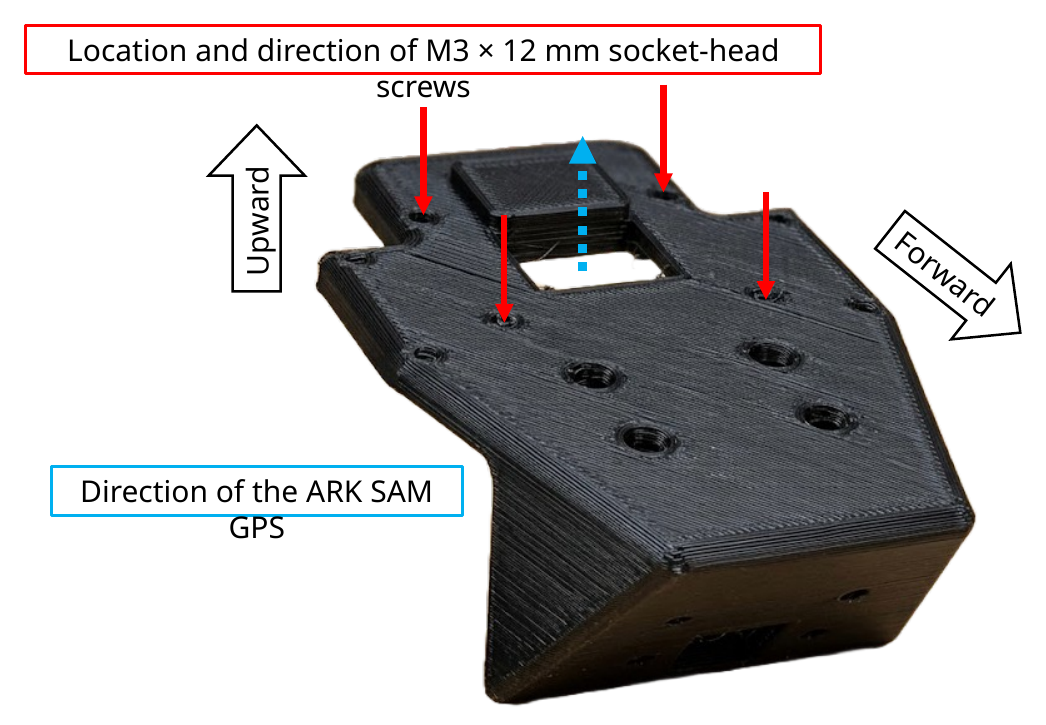 Location and direction of M3 × 12 mm socket-head
screws
Upward
Forward
Direction of the ARK SAM
GPS